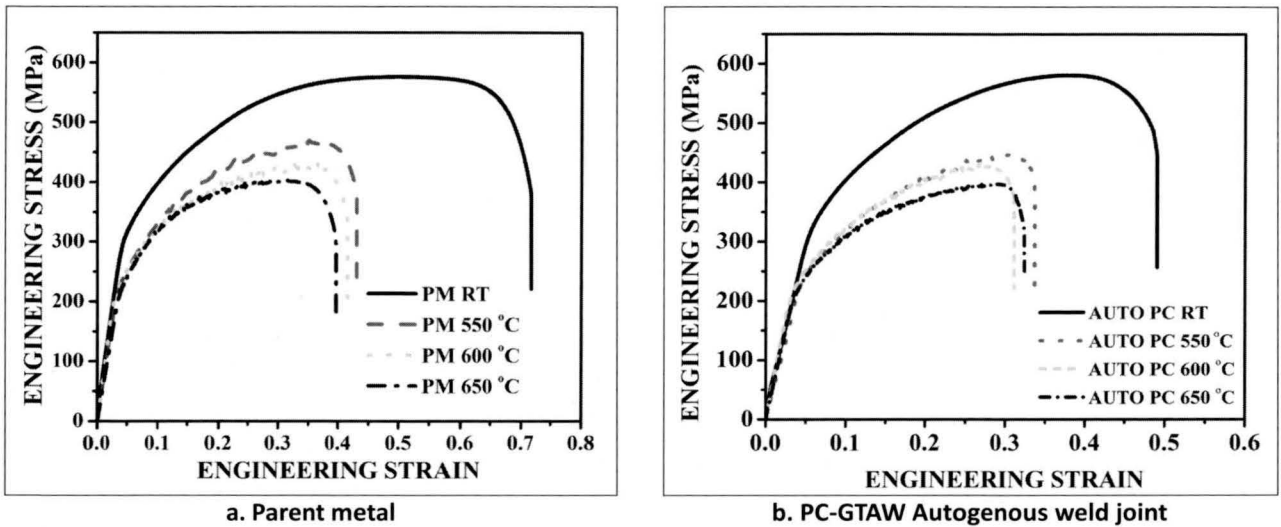 ENGINEERING STRESS (MPa)
600
500
400
300
200
100
0
0.0 0.1 0.2 0.3 0.4 0.5 0.6 0.7 0.8
ENGINEERING STRAIN
PM RT
PM 550 °C
PM 600 °C
PM 650 °C
a. Parent metal
ENGINEERING STRESS (MPa)
600
500
400
300
200
100
0
0.0 0.1 0.2 0.3 0.4 0.5 0.6
ENGINEERING STRAIN
AUTO PC RT
AUTO PC 550 °C
AUTO PC 600 °C
AUTO PC 650 °C
b. PC-GTAW Autogenous weld joint